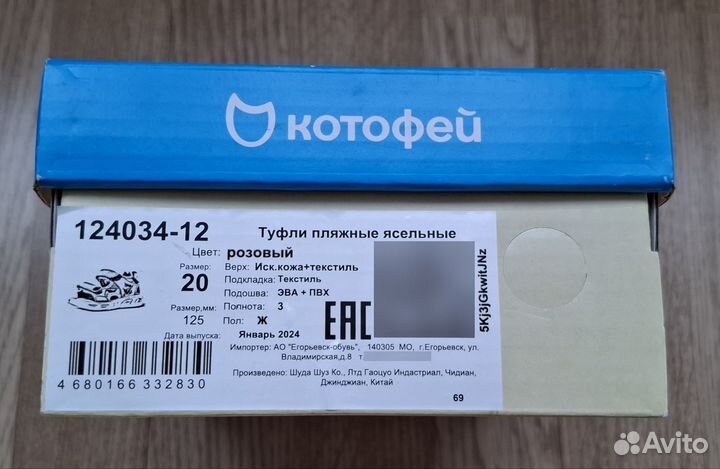 котофей
124034-12 Туфли пляжные ясельные
Цвет: розовый
Размер: 20
Верх: Иск.кожа+текстиль
Подкладка: Текстиль
Подошва: ЭВА + ПВХ
Размер,мм: 125
Полнота: 3
Пол: Ж
Дата выпуска: Январь 2024
EAC
5Kj3jGkwitJNz
Импортер: АО "Егорьевск-обувь", 140305 МО, г.Егорьевск, ул.
Владимирская,д.8 т.
4 680166 332830
Произведено: Шуда Шуз Ко., Лтд Гаоцуо Индастриал, Чидиан,
Джинджиан, Китай
69
Avito